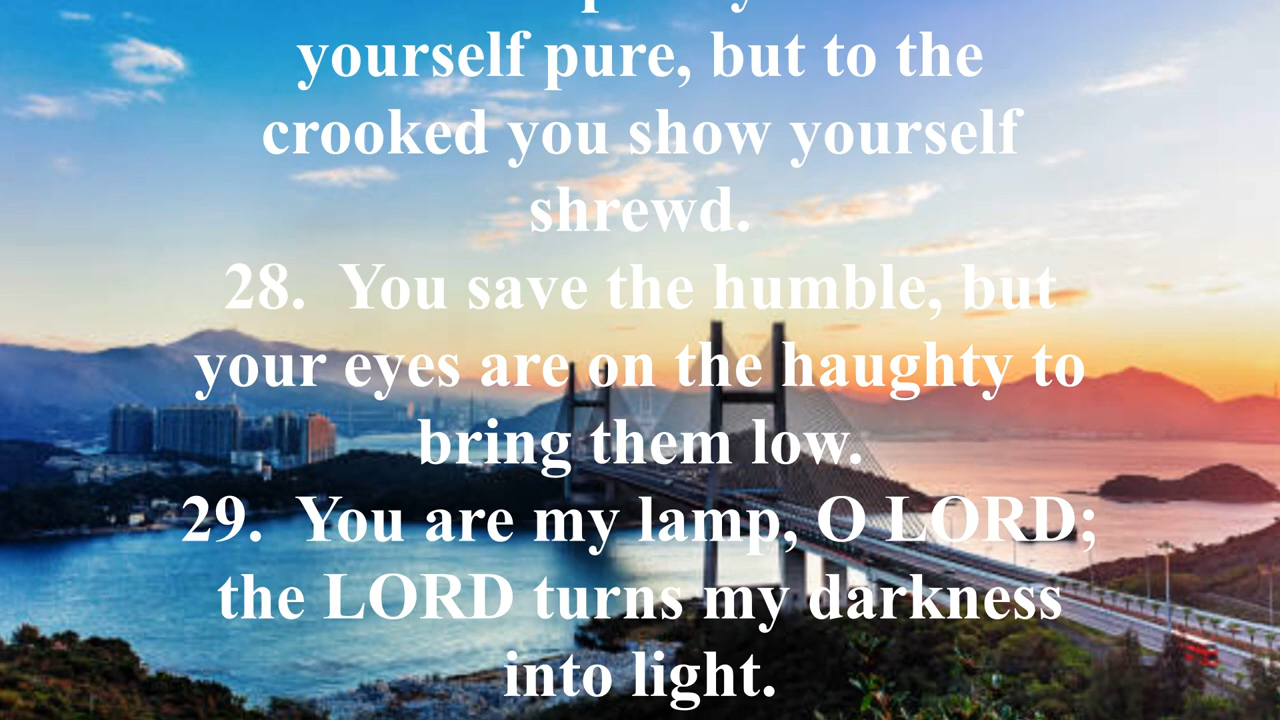 yourself pure, but to the
crooked you show yourself
shrewd.
28.  You save the humble, but
your eyes are on the haughty to
bring them low.
29.  You are my lamp, O LORD;
the LORD turns my darkness
into light.